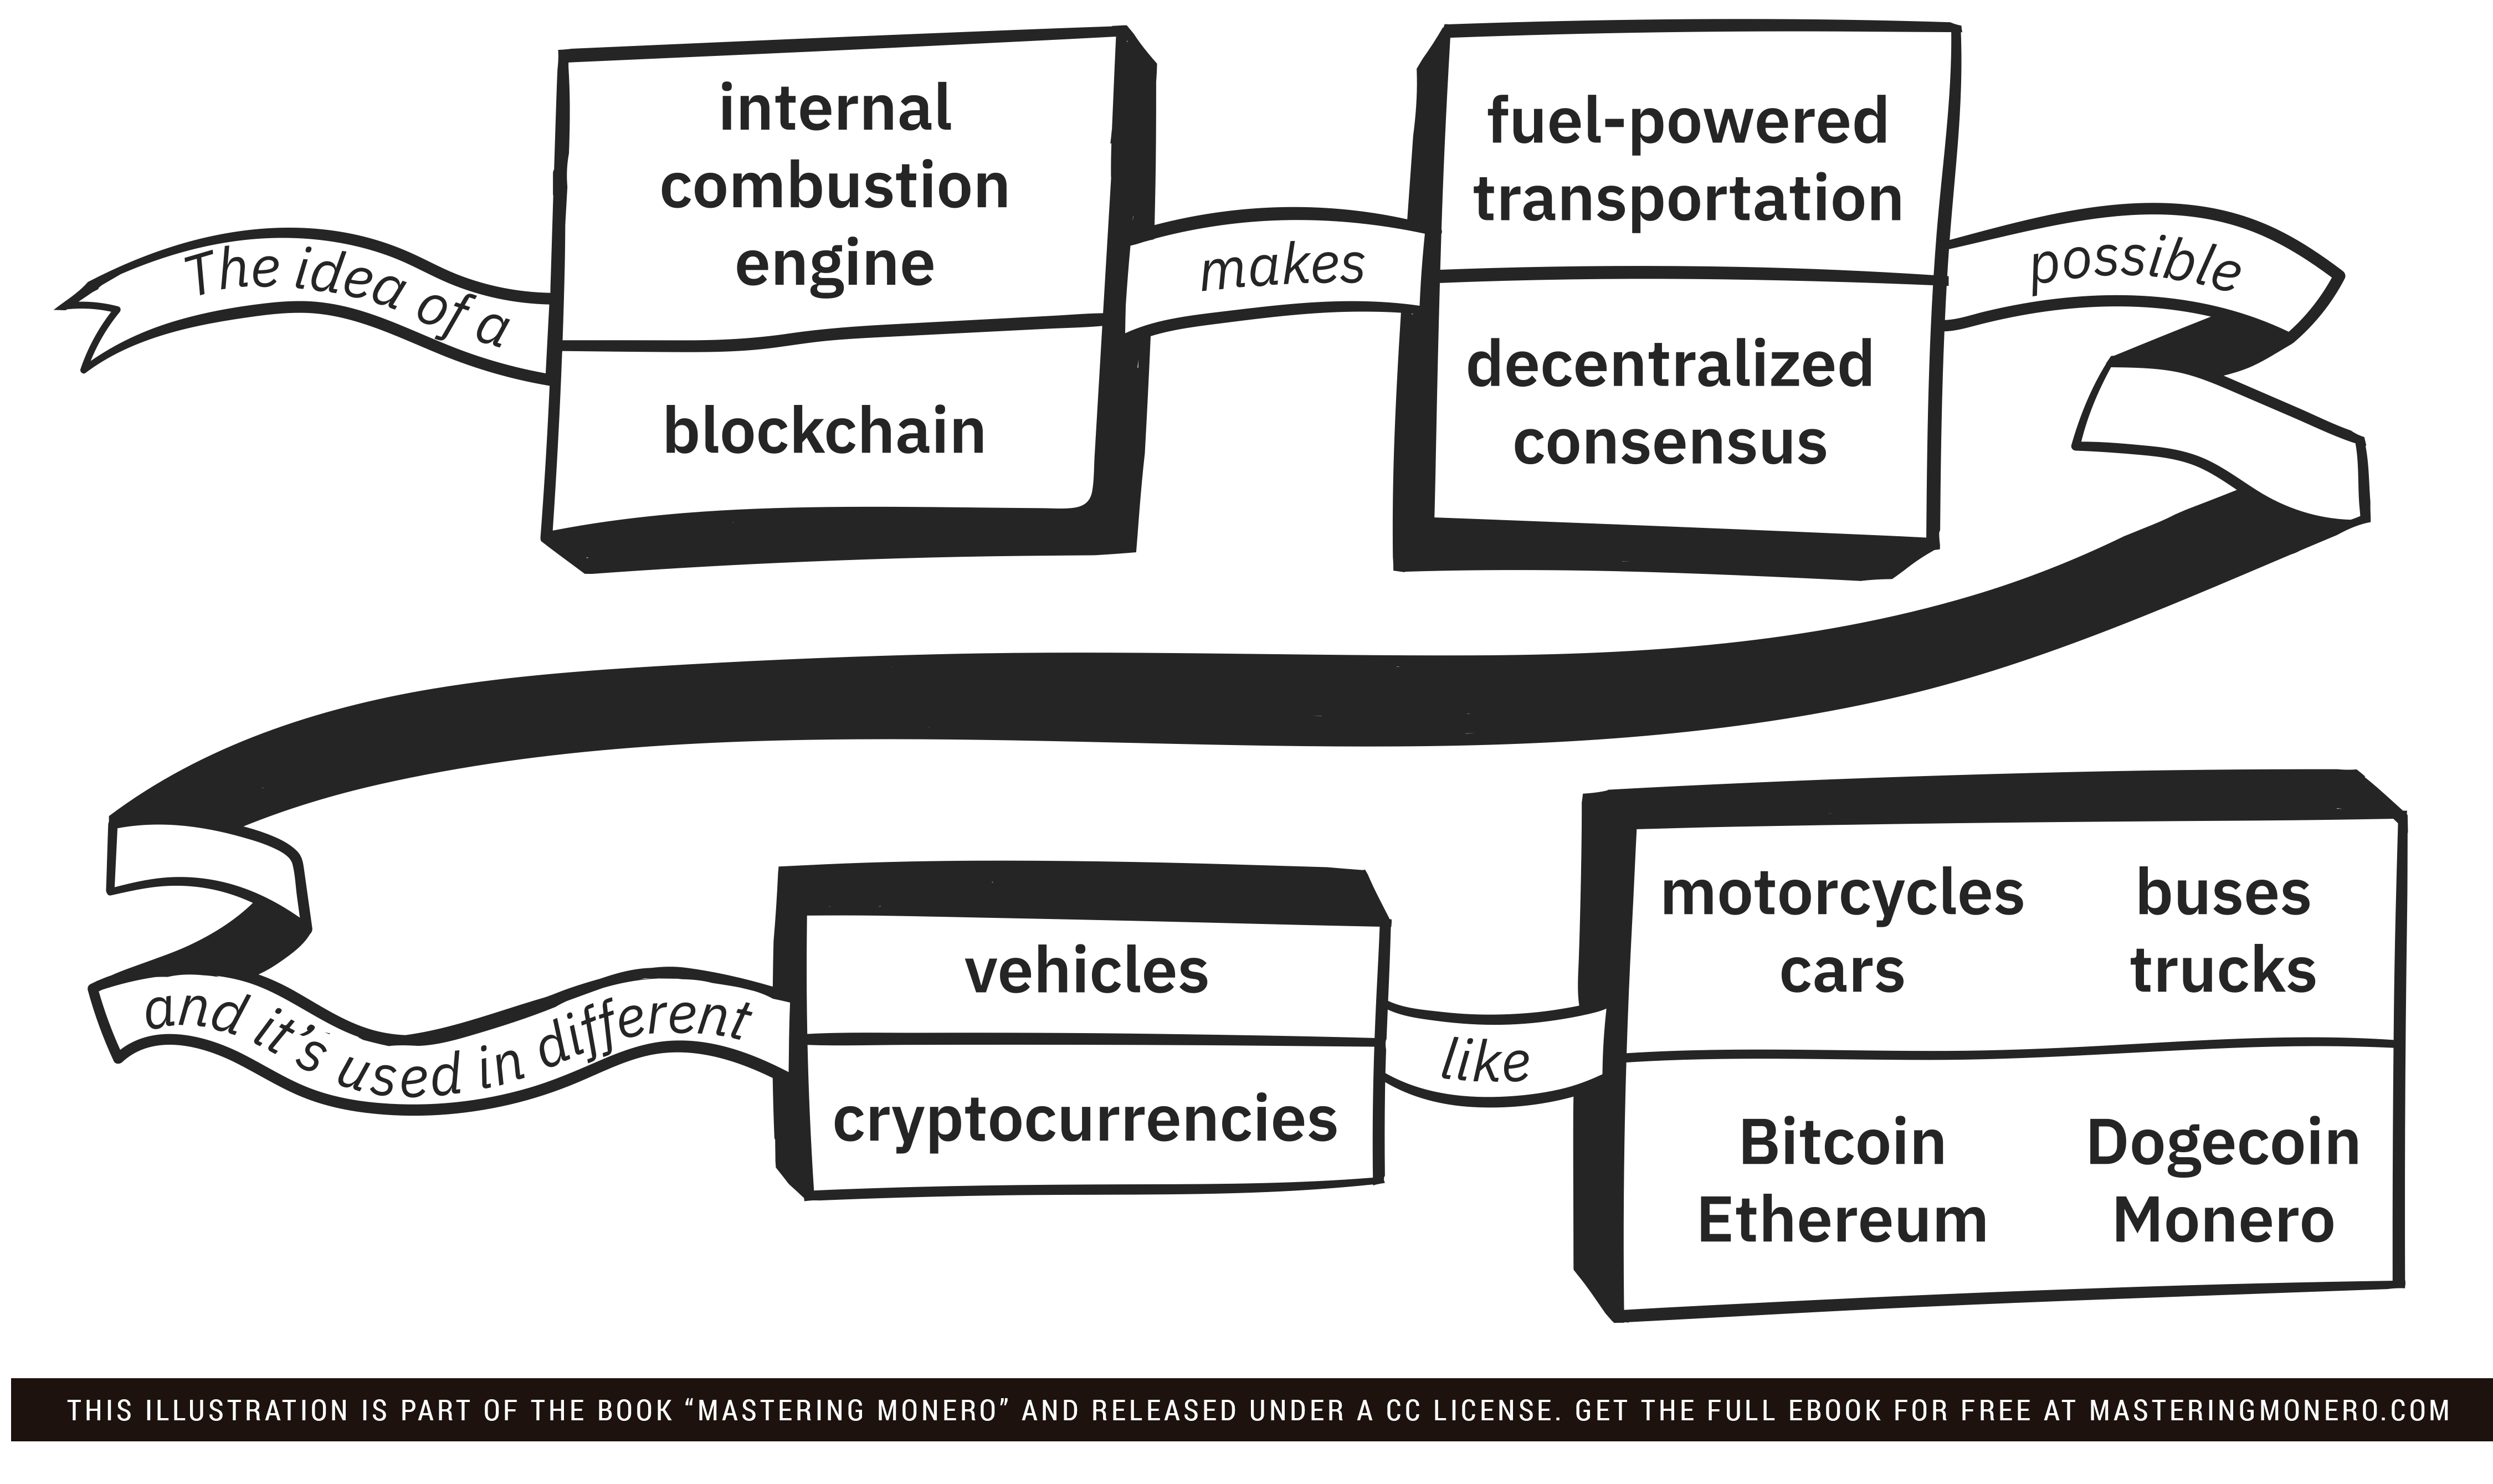 The idea of a
internal
combustion
engine
blockchain
makes
fuel-powered
transportation
decentralized
consensus
possible
and it's used in different
vehicles
cryptocurrencies
like
motorcycles buses
cars trucks
Bitcoin Dogecoin
Ethereum Monero
THIS ILLUSTRATION IS PART OF THE BOOK “MASTERING MONERO” AND RELEASED UNDER A CC LICENSE. GET THE FULL EBOOK FOR FREE AT MASTERINGMONERO.COM